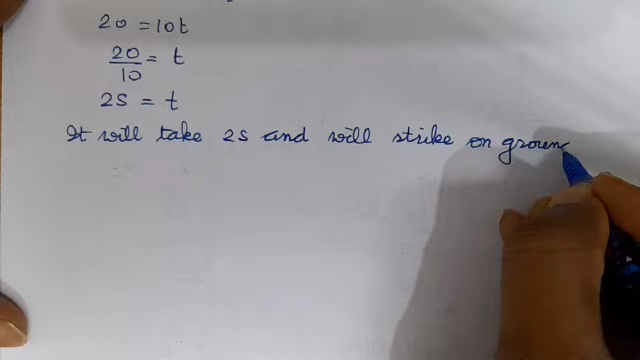 20 = 10t
20/10 = t
2s = t
It will take 2s and will strike on groun